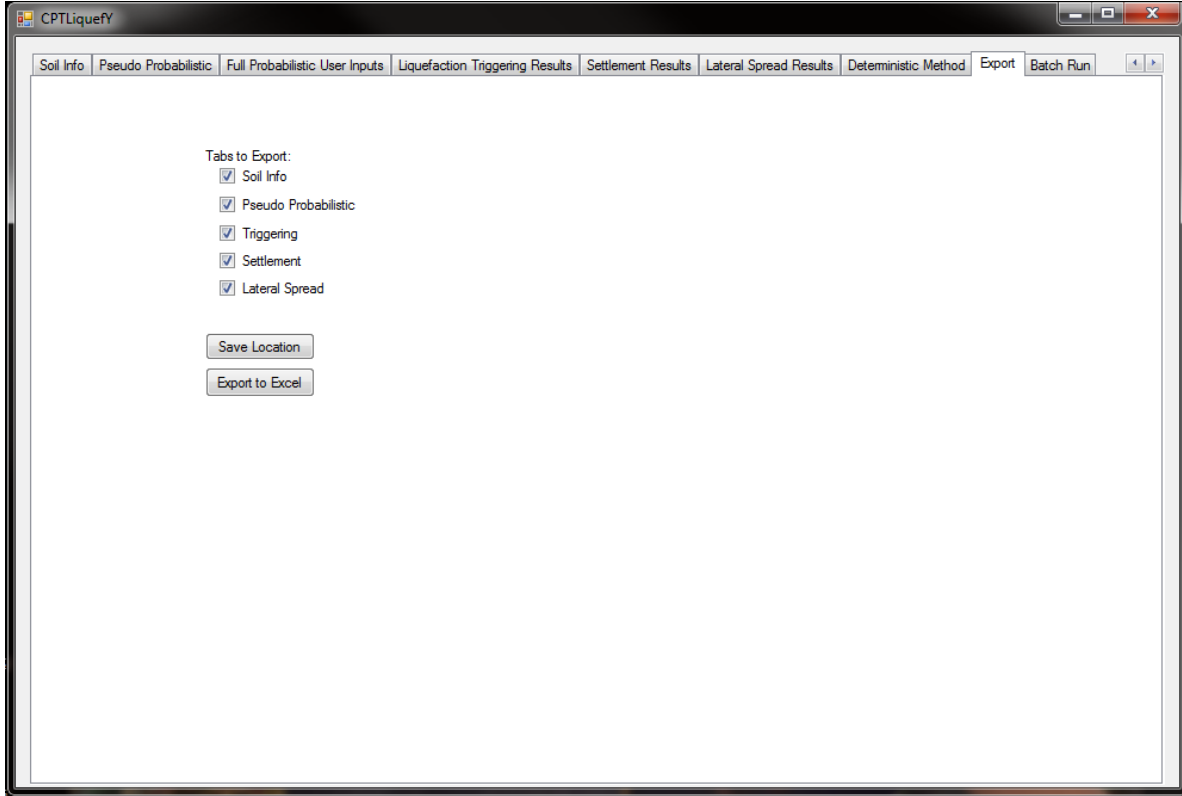 CPTLiquefY
Soil Info Pseudo Probabilistic Full Probabilistic User Inputs Liquefaction Triggering Results Settlement Results Lateral Spread Results Deterministic Method Export Batch Run
Tabs to Export:
Soil Info
Pseudo Probabilistic
Triggering
Settlement
Lateral Spread
Save Location
Export to Excel